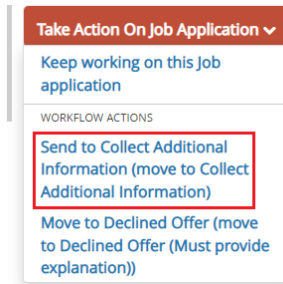 Take Action On Job Application
Keep working on this Job
application
WORKFLOW ACTIONS
Send to Collect Additional
Information (move to Collect
Additional Information)
Move to Declined Offer (move
to Declined Offer (Must provide
explanation))